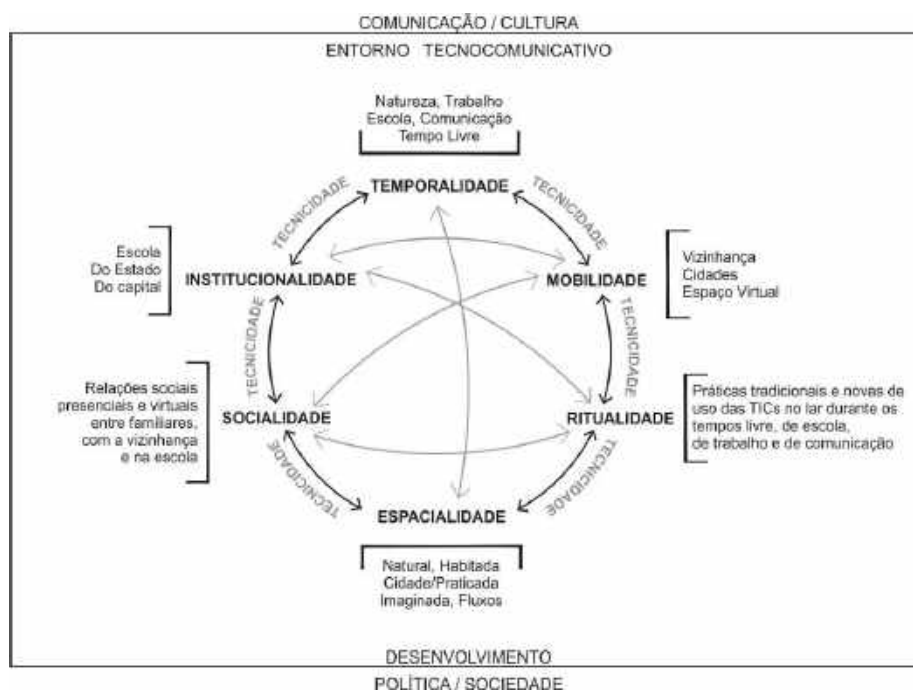 COMUNICAÇÃO / CULTURA
ENTORNO TECNOCOMUNICATIVO
Natureza, Trabalho
Escola, Comunicação
Tempo Livre
TEMPORALIDADE
TECNICIDADE
TECNICIDADE
Escola
Do Estado
Do capital
INSTITUCIONALIDADE
MOBILIDADE
Vizinhança
Cidades
Espaço Virtual
TECNICIDADE
TECNICIDADE
Relações sociais
presenciais e virtuais
entre familiares,
com a vizinhança
e na escola
SOCIALIDADE
RITUALIDADE
Práticas tradicionais e novas de
uso das TICs no lar durante os
tempos livre, de escola,
de trabalho e de comunicação
TECNICIDADE
TECNICIDADE
ESPACIALIDADE
Natural, Habitada
Cidade/Praticada
Imaginada, Fluxos
DESENVOLVIMENTO
POLÍTICA / SOCIEDADE